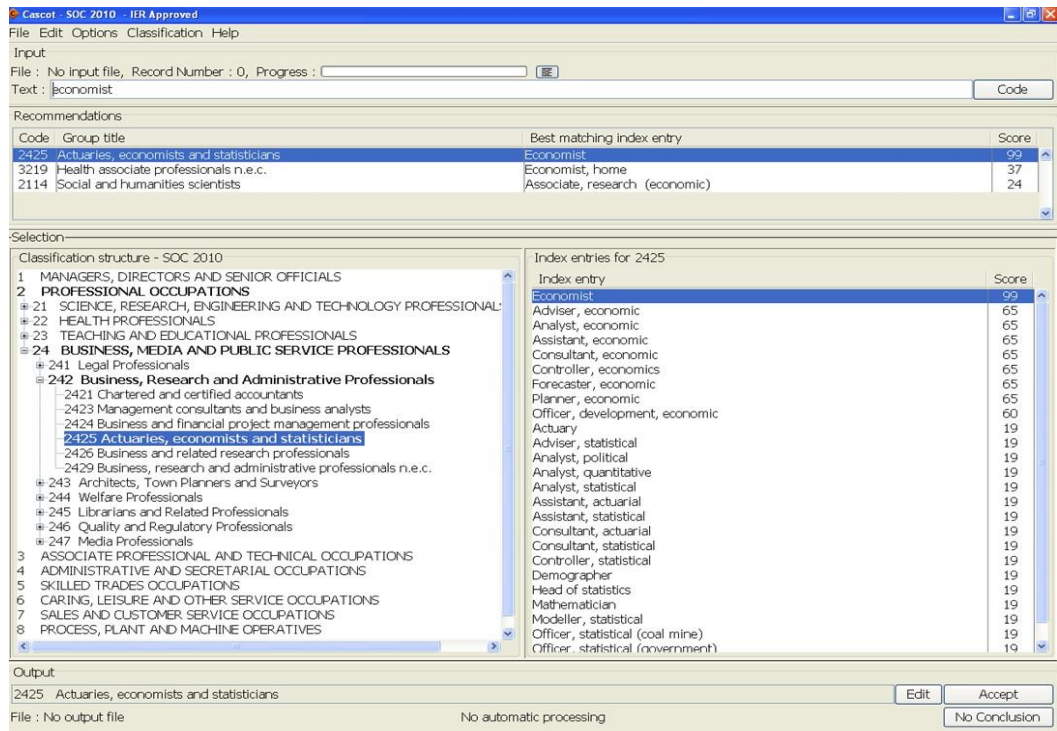 Cascot - SOC 2010 - IER Approved
File Edit Options Classification Help
Input
File : No input file, Record Number : 0, Progress :
Text : economist Code
Recommendations
Code Group title Best matching index entry Score
2425 Actuaries, economists and statisticians Economist 99
3219 Health associate professionals n.e.c. Economist, home 37
2114 Social and humanities scientists Associate, research (economic) 24
Selection
Classification structure - SOC 2010
1 MANAGERS, DIRECTORS AND SENIOR OFFICIALS
2 PROFESSIONAL OCCUPATIONS
21 SCIENCE, RESEARCH, ENGINEERING AND TECHNOLOGY PROFESSIONAL
22 HEALTH PROFESSIONALS
23 TEACHING AND EDUCATIONAL PROFESSIONALS
24 BUSINESS, MEDIA AND PUBLIC SERVICE PROFESSIONALS
241 Legal Professionals
242 Business, Research and Administrative Professionals
2421 Chartered and certified accountants
2423 Management consultants and business analysts
2424 Business and financial project management professionals
2425 Actuaries, economists and statisticians
2426 Business and related research professionals
2429 Business, research and administrative professionals n.e.c.
243 Architects, Town Planners and Surveyors
244 Welfare Professionals
245 Librarians and Related Professionals
246 Quality and Regulatory Professionals
247 Media Professionals
3 ASSOCIATE PROFESSIONAL AND TECHNICAL OCCUPATIONS
4 ADMINISTRATIVE AND SECRETARIAL OCCUPATIONS
5 SKILLED TRADES OCCUPATIONS
6 CARING, LEISURE AND OTHER SERVICE OCCUPATIONS
7 SALES AND CUSTOMER SERVICE OCCUPATIONS
8 PROCESS, PLANT AND MACHINE OPERATIVES
Index entries for 2425
Index entry Score
Economist 99
Adviser, economic 65
Analyst, economic 65
Assistant, economic 65
Consultant, economic 65
Controller, economics 65
Forecaster, economic 65
Planner, economic 65
Officer, development, economic 60
Actuary 19
Adviser, statistical 19
Analyst, political 19
Analyst, quantitative 19
Analyst, statistical 19
Assistant, actuarial 19
Assistant, statistical 19
Consultant, actuarial 19
Consultant, statistical 19
Controller, statistical 19
Demographer 19
Head of statistics 19
Mathematician 19
Modeller, statistical 19
Officer, statistical (coal mine) 19
Officer, statistical (government) 19
Output
2425 Actuaries, economists and statisticians Edit Accept
File : No output file No automatic processing No Conclusion